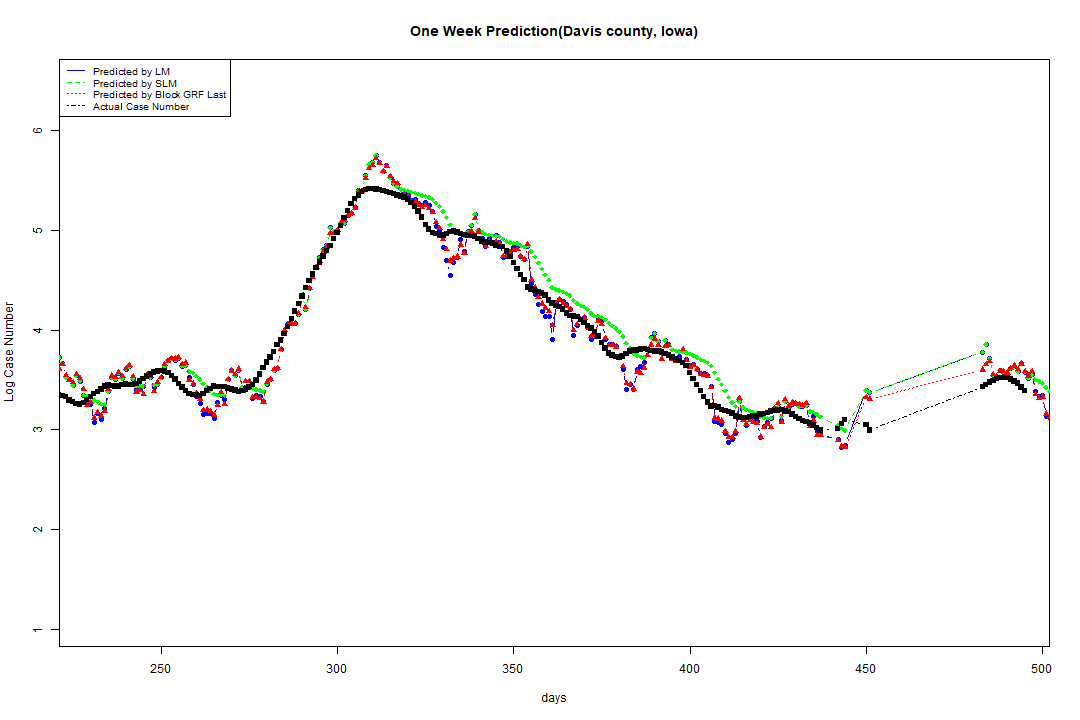 One Week Prediction(Davis county, Iowa)
Predicted by LM
Predicted by SLM
Predicted by Block GRF Last
Actual Case Number
6
5
4
3
2
1
Log Case Number
250 300 350 400 450 500
days